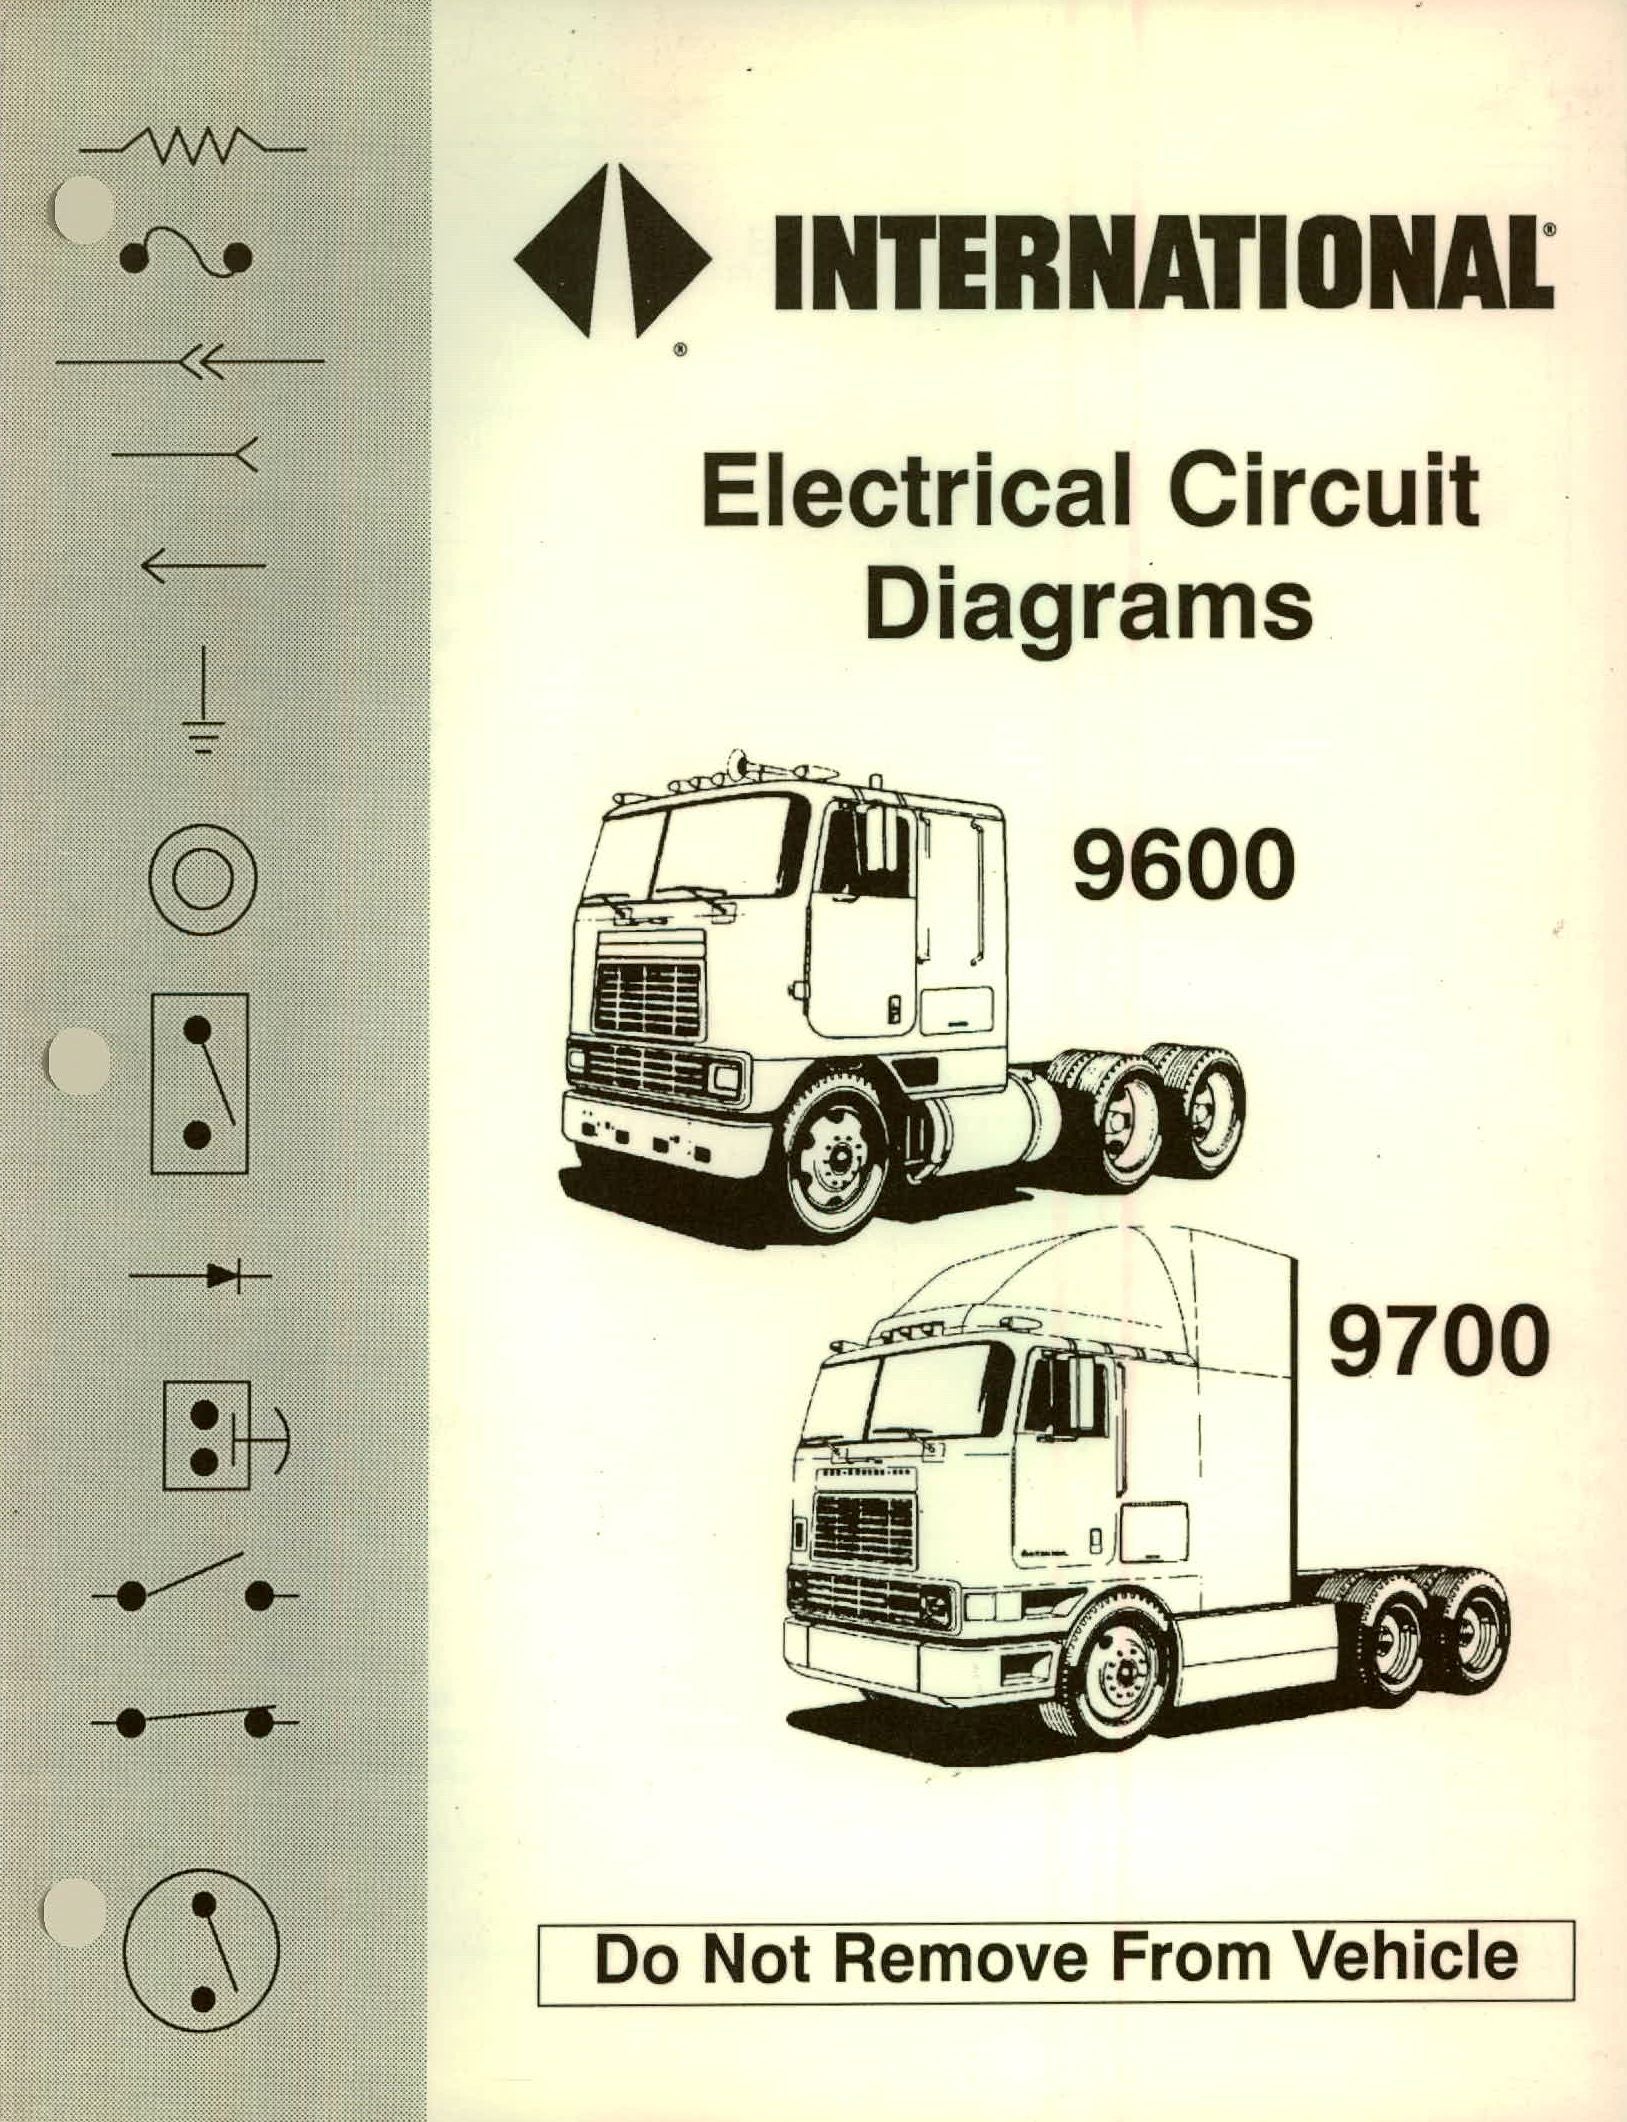 INTERNATIONAL®
®
Electrical Circuit
Diagrams
9600
9700
Do Not Remove From Vehicle